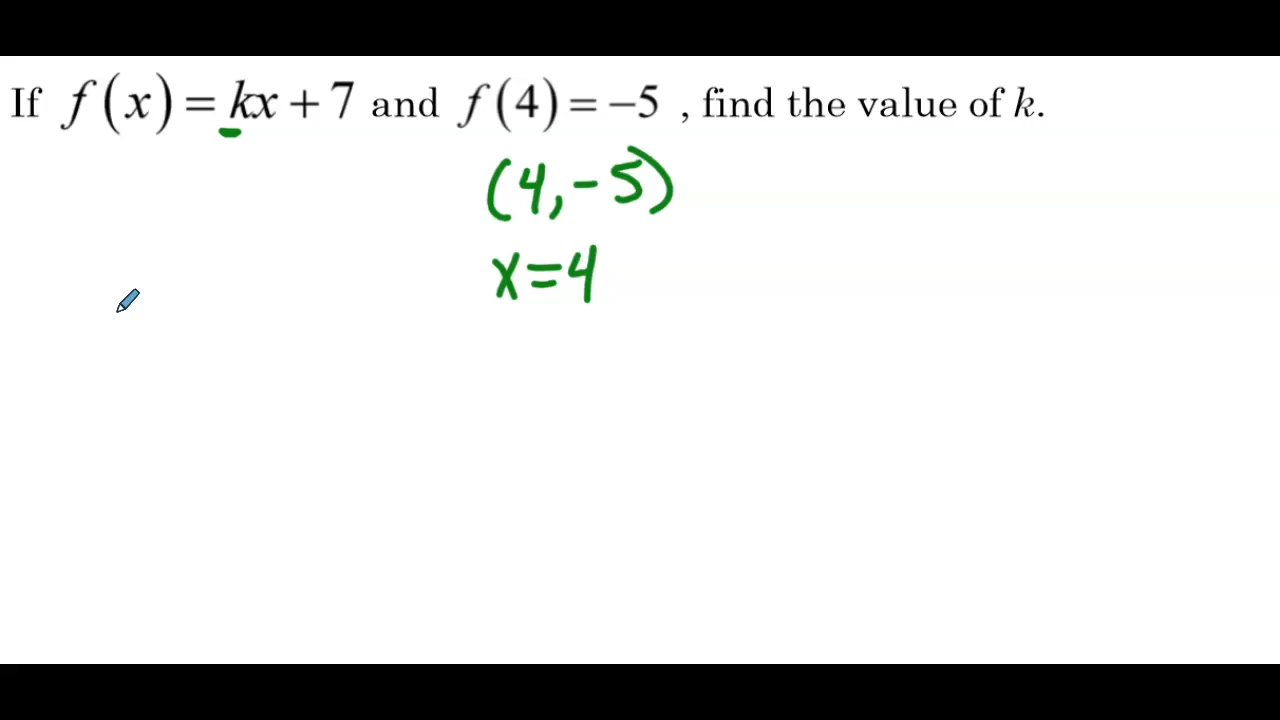 If f(x) = kx + 7 and f(4) = −5 , find the value of k.
(4, -5)
x=4